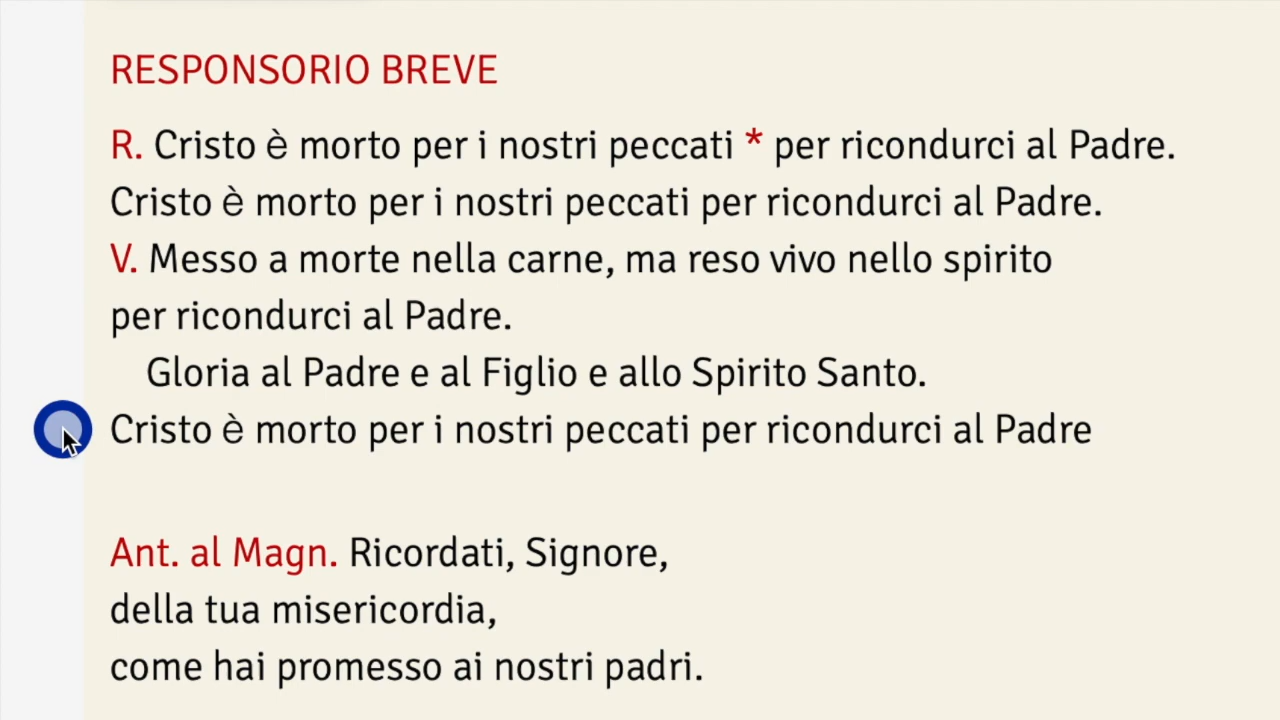 RESPONSORIO BREVE
R. Cristo è morto per i nostri peccati * per ricondurci al Padre.
Cristo è morto per i nostri peccati per ricondurci al Padre.
V. Messo a morte nella carne, ma reso vivo nello spirito
per ricondurci al Padre.
Gloria al Padre e al Figlio e allo Spirito Santo.
Cristo è morto per i nostri peccati per ricondurci al Padre
Ant. al Magn. Ricordati, Signore,
della tua misericordia,
come hai promesso ai nostri padri.